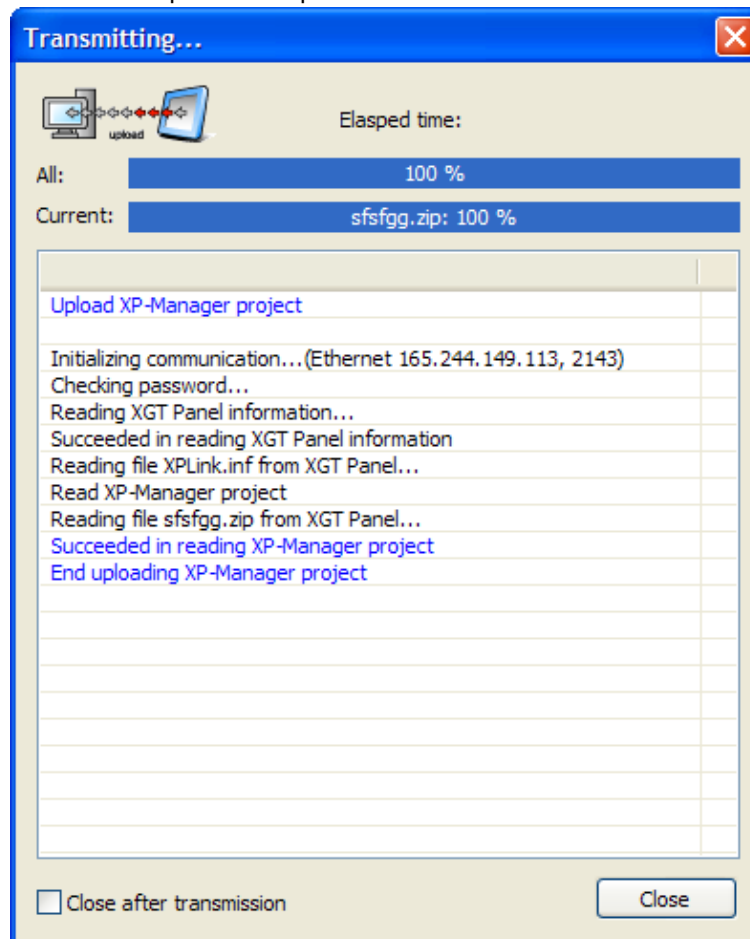 Transmitting...
upload
Elasped time:
All:
100 %
Current:
sfsfgg.zip: 100 %
Upload XP-Manager project
Initializing communication...(Ethernet 165.244.149.113, 2143)
Checking password...
Reading XGT Panel information...
Succeeded in reading XGT Panel information
Reading file XPLink.inf from XGT Panel...
Read XP-Manager project
Reading file sfsfgg.zip from XGT Panel...
Succeeded in reading XP-Manager project
End uploading XP-Manager project
Close after transmission
Close